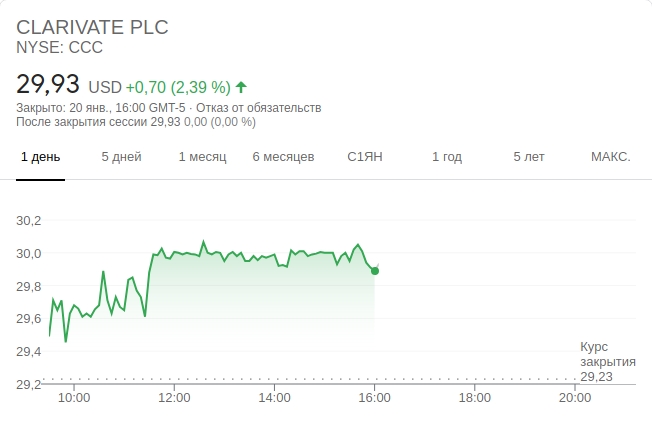 CLARIVATE PLC
NYSE: CCC
29,93 USD +0,70 (2,39 %)
Закрыто: 20 янв., 16:00 GMT-5 · Отказ от обязательств
После закрытия сессии 29,93 0,00 (0,00 %)
1 день 5 дней 1 месяц 6 месяцев С1ЯН 1 год 5 лет МАКС.
30,2
30,0
29,8
29,6
29,4
29,2
Курс
закрытия
29,23
10:00 12:00 14:00 16:00 18:00 20:00